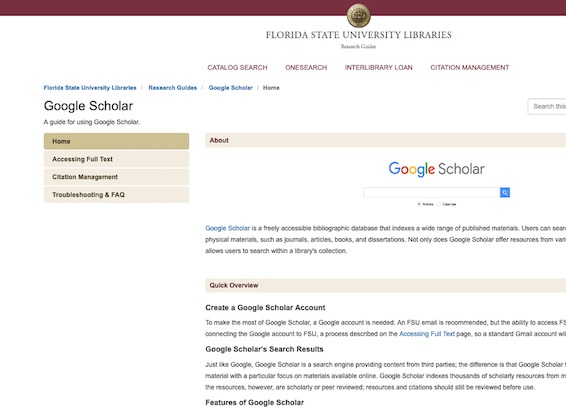 FLORIDA STATE UNIVERSITY LIBRARIES
Research Guides
CATALOG SEARCH ONESEARCH INTERLIBRARY LOAN CITATION MANAGEMENT
Florida State University Libraries / Research Guides / Google Scholar / Home
Google Scholar
A guide for using Google Scholar.
Search this
Home
Accessing Full Text
Citation Management
Troubleshooting & FAQ
About
Google Scholar
Articles Case law
Google Scholar is a freely accessible bibliographic database that indexes a wide range of published materials. Users can sear
physical materials, such as journals, articles, books, and dissertations. Not only does Google Scholar offer resources from vari
allows users to search within a library's collection.
Quick Overview
Create a Google Scholar Account
To make the most of Google Scholar, a Google account is needed. An FSU email is recommended, but the ability to access FS
connecting the Google account to FSU, a process described on the Accessing Full Text page, so a standard Gmail account wil
Google Scholar's Search Results
Just like Google, Google Scholar is a search engine providing content from third parties; the difference is that Google Scholar f
material with a particular focus on materials available online. Google Scholar indexes thousands of scholarly resources from m
the resources, however, are scholarly or peer reviewed; resources and citations should still be reviewed before use.
Features of Google Scholar